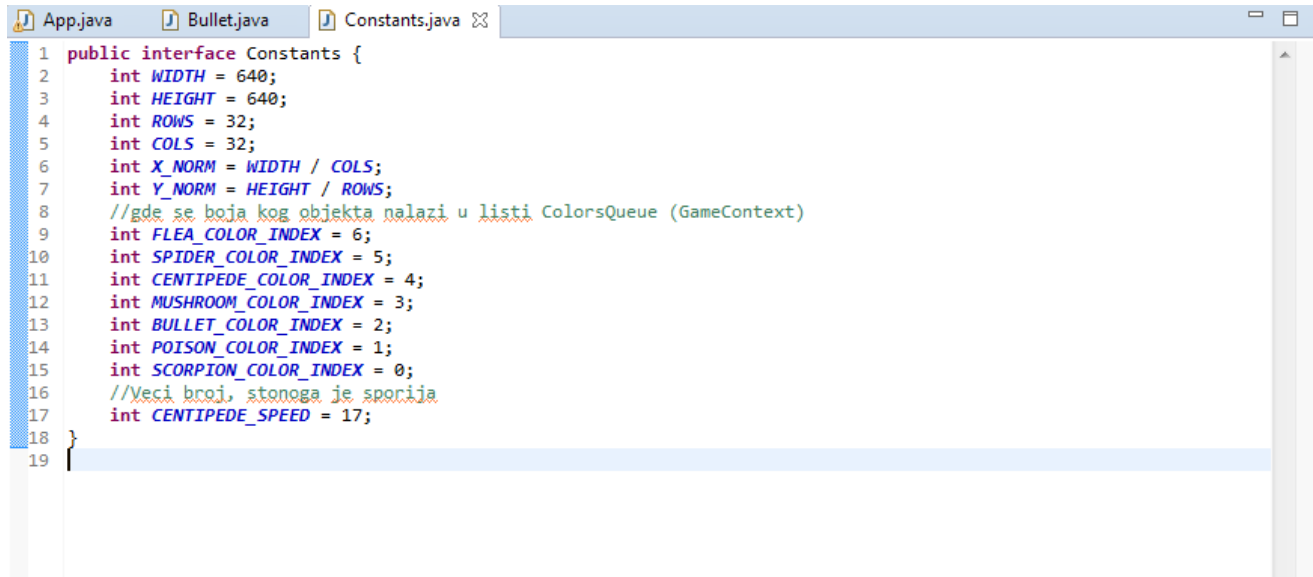 App.java Bullet.java Constants.java
1 public interface Constants {
2     int WIDTH = 640;
3     int HEIGHT = 640;
4     int ROWS = 32;
5     int COLS = 32;
6     int X_NORM = WIDTH / COLS;
7     int Y_NORM = HEIGHT / ROWS;
8     //gde se boja kog objekta nalazi u listi ColorsQueue (GameContext)
9     int FLEA_COLOR_INDEX = 6;
10     int SPIDER_COLOR_INDEX = 5;
11     int CENTIPEDE_COLOR_INDEX = 4;
12     int MUSHROOM_COLOR_INDEX = 3;
13     int BULLET_COLOR_INDEX = 2;
14     int POISON_COLOR_INDEX = 1;
15     int SCORPION_COLOR_INDEX = 0;
16     //Veci broj, stonoga je sporija
17     int CENTIPEDE_SPEED = 17;
18 }
19